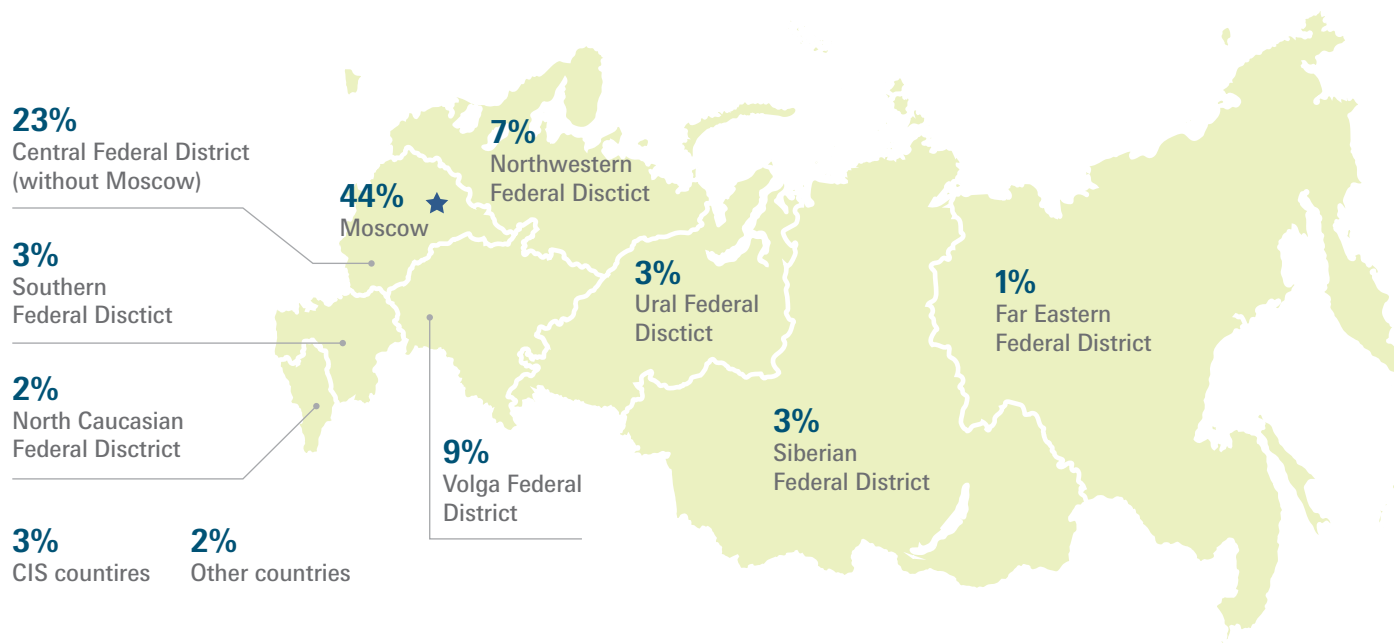 23%
Central Federal District
(without Moscow)
3%
Southern
Federal Disctict
2%
North Caucasian
Federal Disctrict
3%
CIS countires
2%
Other countries
44%
Moscow
7%
Northwestern
Federal Disctict
9%
Volga Federal
District
3%
Ural Federal
Disctict
3%
Siberian
Federal District
1%
Far Eastern
Federal District